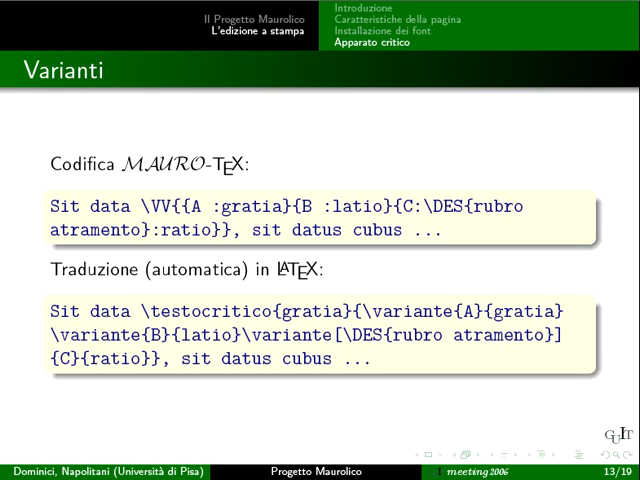 Il Progetto Maurolico
L'edizione a stampa
Introduzione
Caratteristiche della pagina
Installazione dei font
Apparato critico
Varianti
Codifica MAURO-TEX:
Sit data \VV{{A :gratia}{B :latio}{C:\DES{rubro
atramento}:ratio}}, sit datus cubus ...
Traduzione (automatica) in LATEX:
Sit data \testocritico{gratia}{\variante{A}{gratia}
\variante{B}{latio}\variante[\DES{rubro atramento}]
{C}{ratio}}, sit datus cubus ...
GUIT
Dominici, Napolitani (Università di Pisa)
Progetto Maurolico
meeting2006
13/19